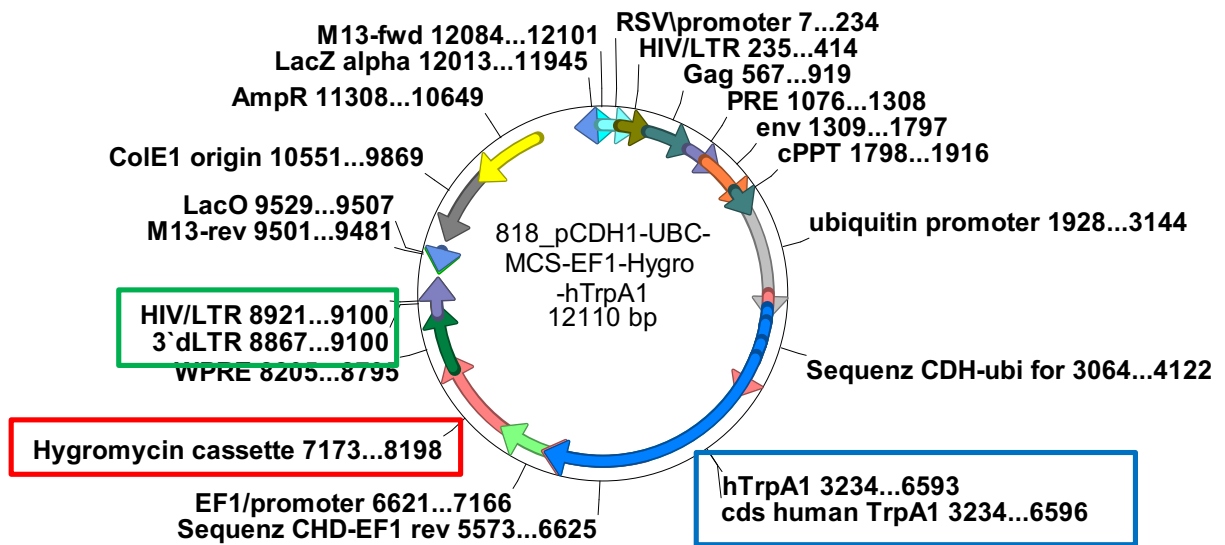 RSV\promoter 7...234
M13-fwd 12084...12101
HIV/LTR 235...414
LacZ alpha 12013...11945
Gag 567...919
AmpR 11308...10649
PRE 1076...1308
env 1309...1797
ColE1 origin 10551...9869
cPPT 1798...1916
LacO 9529...9507
M13-rev 9501...9481
818_pCDH1-UBC-
MCS-EF1-Hygro
-hTrpA1
12110 bp
ubiquitin promoter 1928...3144
HIV/LTR 8921...9100
3`dLTR 8867...9100
WPRE 8205...8795
Sequenz CDH-ubi for 3064...4122
Hygromycin cassette 7173...8198
hTrpA1 3234...6593
cds human TrpA1 3234...6596
EF1/promoter 6621...7166
Sequenz CHD-EF1 rev 5573...6625